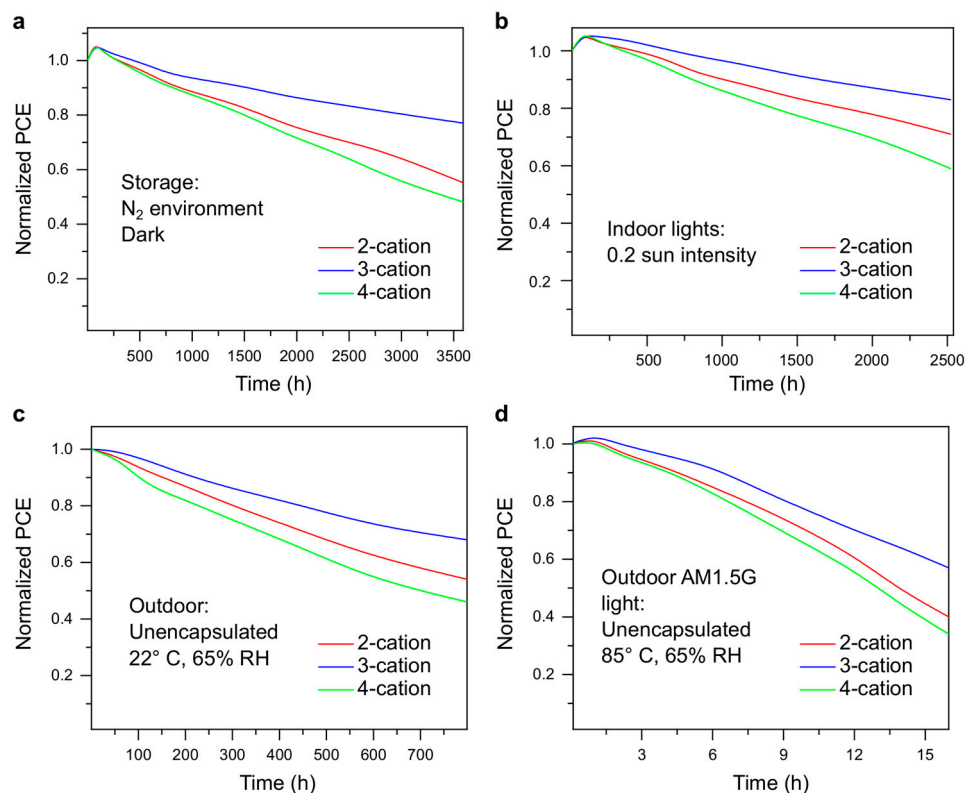 a
Normalized PCE
1.0
0.8
0.6
0.4
0.2
Storage:
N₂ environment
Dark
2-cation
3-cation
4-cation
500 1000 1500 2000 2500 3000 3500
Time (h)
b
Normalized PCE
1.0
0.8
0.6
0.4
0.2
Indoor lights:
0.2 sun intensity
2-cation
3-cation
4-cation
500 1000 1500 2000 2500
Time (h)
c
Normalized PCE
1.0
0.8
0.6
0.4
0.2
Outdoor:
Unencapsulated
22° C, 65% RH
2-cation
3-cation
4-cation
100 200 300 400 500 600 700
Time (h)
d
Normalized PCE
1.0
0.8
0.6
0.4
0.2
Outdoor AM1.5G
light:
Unencapsulated
85° C, 65% RH
2-cation
3-cation
4-cation
3 6 9 12 15
Time (h)